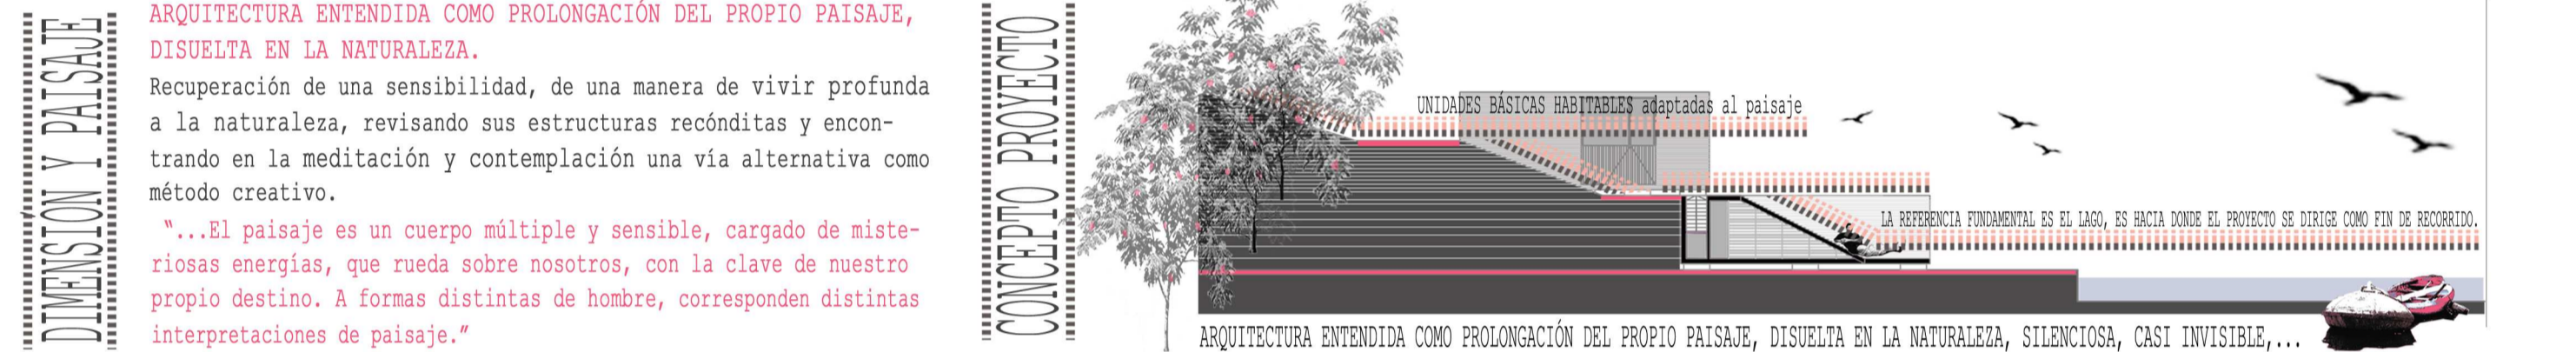 DIMENSIÓN Y PAISAJE
ARQUITECTURA ENTENDIDA COMO PROLONGACIÓN DEL PROPIO PAISAJE,
DISUELTA EN LA NATURALEZA.
Recuperación de una sensibilidad, de una manera de vivir profunda
a la naturaleza, revisando sus estructuras recónditas y encon-
trando en la meditación y contemplación una vía alternativa como
método creativo.
“...El paisaje es un cuerpo múltiple y sensible, cargado de miste-
riosas energías, que rueda sobre nosotros, con la clave de nuestro
propio destino. A formas distintas de hombre, corresponden distintas
interpretaciones de paisaje.”
CONCEPTO PROYECTO
UNIDADES BÁSICAS HABITABLES adaptadas al paisaje
LA REFERENCIA FUNDAMENTAL ES EL LAGO, ES HACIA DONDE EL PROYECTO SE DIRIGE COMO FIN DE RECORRIDO.
ARQUITECTURA ENTENDIDA COMO PROLONGACIÓN DEL PROPIO PAISAJE, DISUELTA EN LA NATURALEZA, SILENCIOSA, CASI INVISIBLE,...